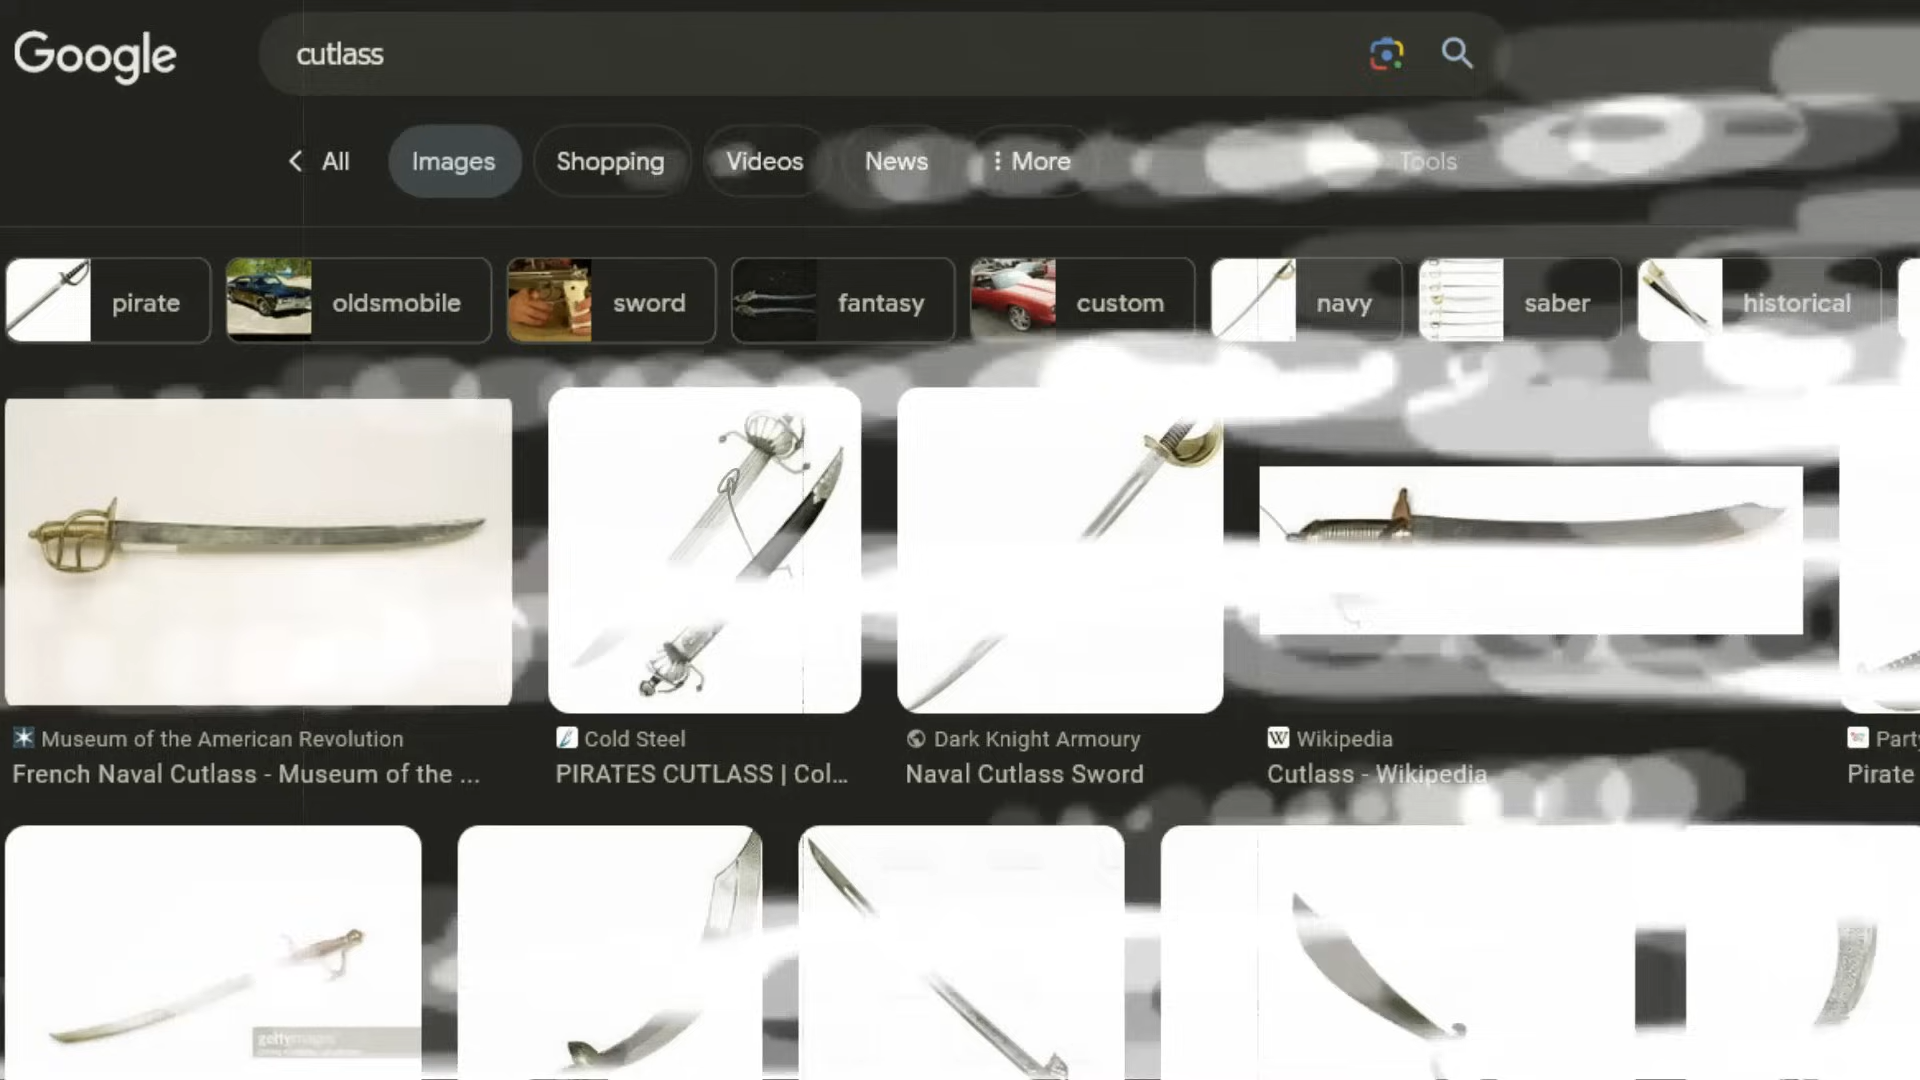 Google
cutlass
All Images Shopping Videos News More Tools
pirate oldsmobile sword fantasy custom navy saber historical
Museum of the American Revolution
French Naval Cutlass - Museum of the ...
Cold Steel
PIRATES CUTLASS | Col...
Dark Knight Armoury
Naval Cutlass Sword
W Wikipedia
Cutlass - Wikipedia
Part
Pirate
gettyimages